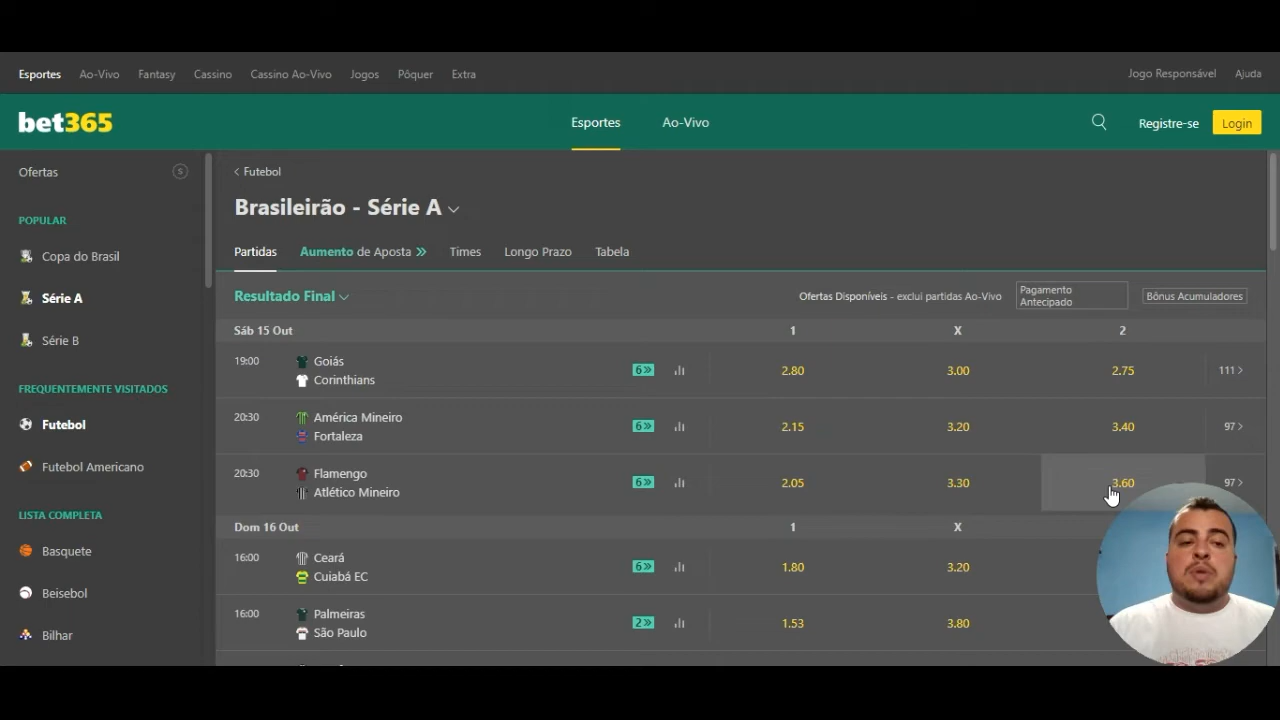 Esportes Ao-Vivo Fantasy Cassino Cassino Ao-Vivo Jogos Pôquer Extra Jogo Responsável Ajuda
bet365 Esportes Ao-Vivo Registre-se Login
Ofertas S
POPULAR
Copa do Brasil
Série A
Série B
FREQUENTEMENTE VISITADOS
Futebol
Futebol Americano
LISTA COMPLETA
Basquete
Beisebol
Bilhar
Futebol
Brasileirão - Série A
Partidas Aumento de Aposta Times Longo Prazo Tabela
Resultado Final Ofertas Disponíveis - exclui partidas Ao-Vivo Pagamento Antecipado Bônus Acumuladores
Sáb 15 Out 1 X 2
19:00 Goiás
Corinthians
6 2.80 3.00 2.75 111
20:30 América Mineiro
Fortaleza
6 2.15 3.20 3.40 97
20:30 Flamengo
Atlético Mineiro
6 2.05 3.30 3.60 97
Dom 16 Out 1 X
16:00 Ceará
Cuiabá EC
6 1.80 3.20
16:00 Palmeiras
São Paulo
2 1.53 3.80